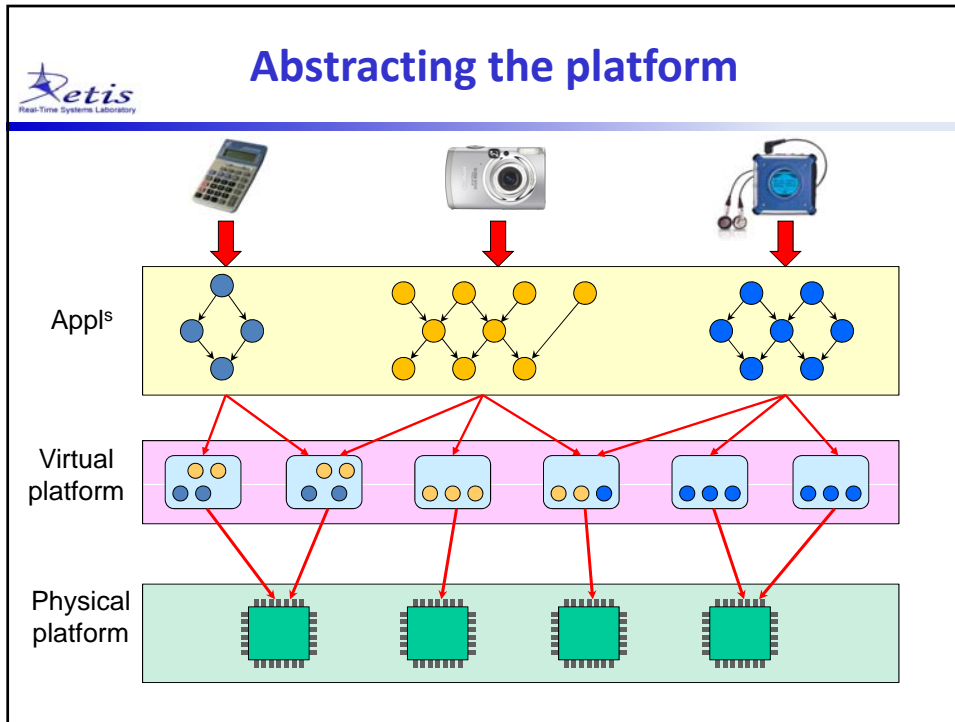 Abstracting the platform
Retis
Real-Time Systems Laboratory
Appls
Virtual
platform
Physical
platform